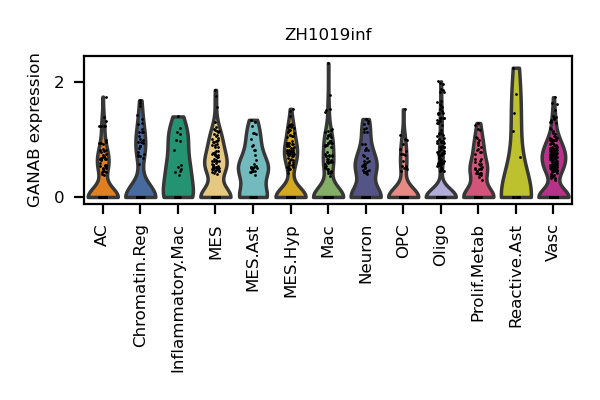 ZH1019inf
GANAB expression
2
0
AC
Chromatin.Reg
Inflammatory.Mac
MES
MES.Ast
MES.Hyp
Mac
Neuron
OPC
Oligo
Prolif.Metab
Reactive.Ast
Vasc